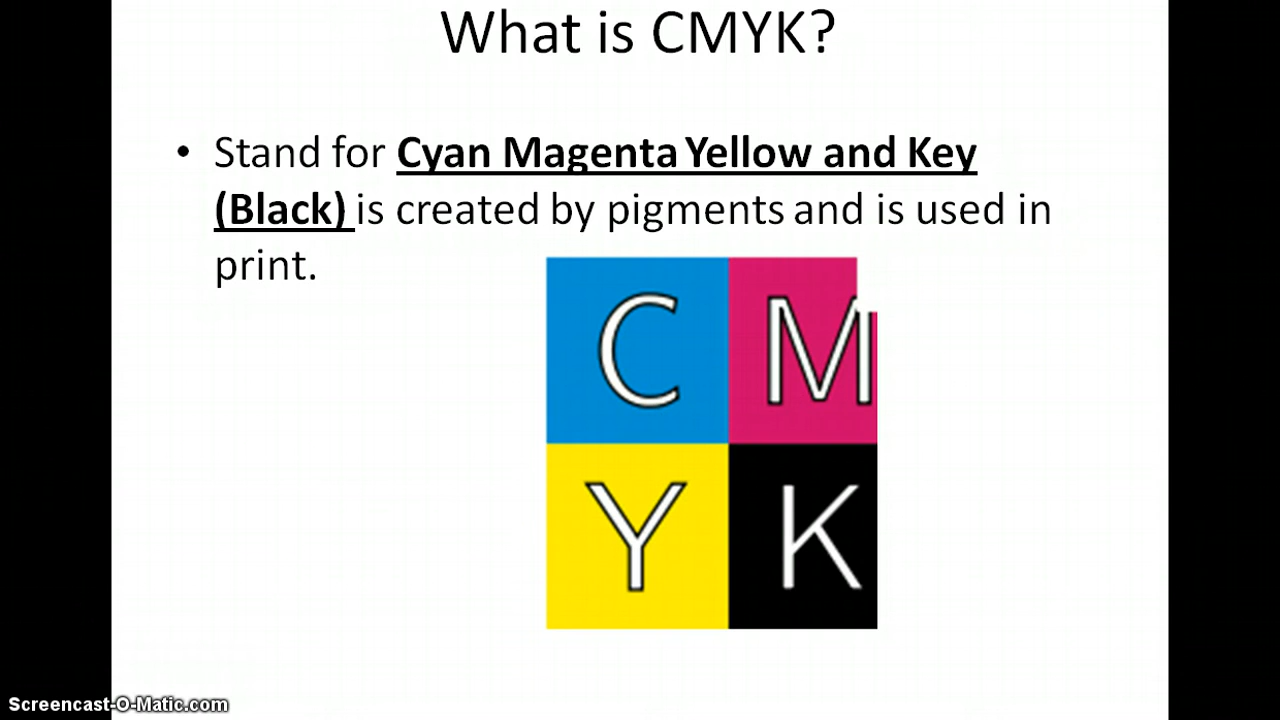 What is CMYK?
• Stand for Cyan Magenta Yellow and Key
(Black) is created by pigments and is used in
print.
C M
Y K
Screencast-O-Matic.com